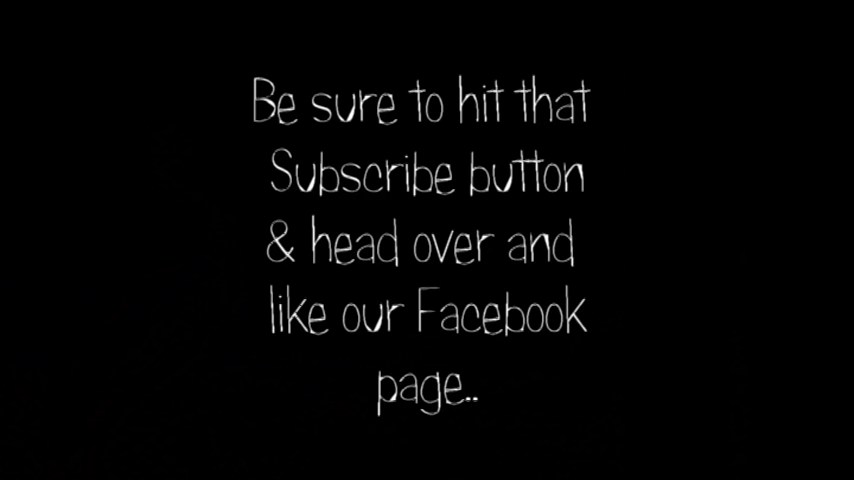 Be sure to hit that
Subscribe button
& head over and
like our Facebook
page..